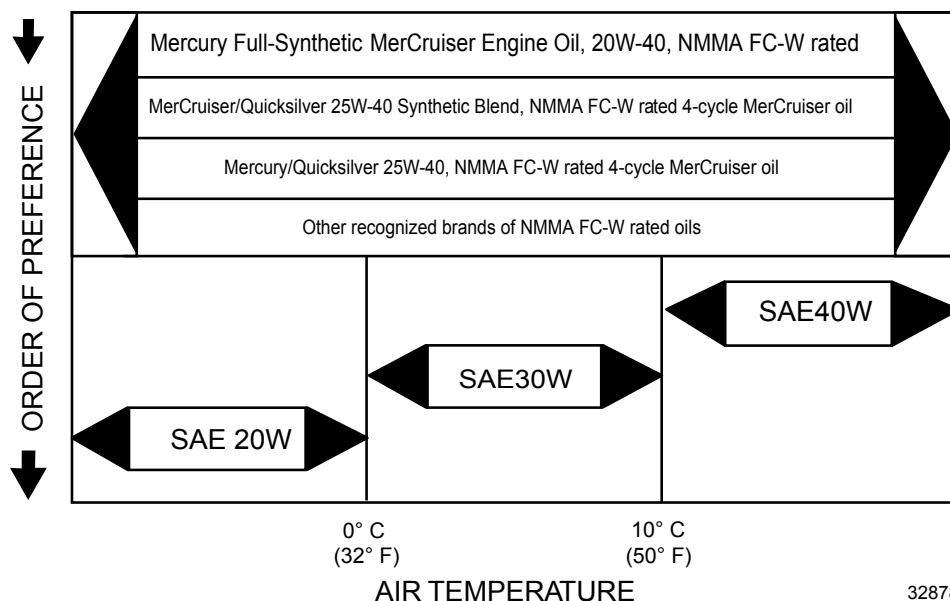 ORDER OF PREFERENCE
Mercury Full-Synthetic MerCruiser Engine Oil, 20W-40, NMMA FC-W rated
MerCruiser/Quicksilver 25W-40 Synthetic Blend, NMMA FC-W rated 4-cycle MerCruiser oil
Mercury/Quicksilver 25W-40, NMMA FC-W rated 4-cycle MerCruiser oil
Other recognized brands of NMMA FC-W rated oils
SAE40W
SAE30W
SAE 20W
0° C
(32° F)
10° C
(50° F)
AIR TEMPERATURE